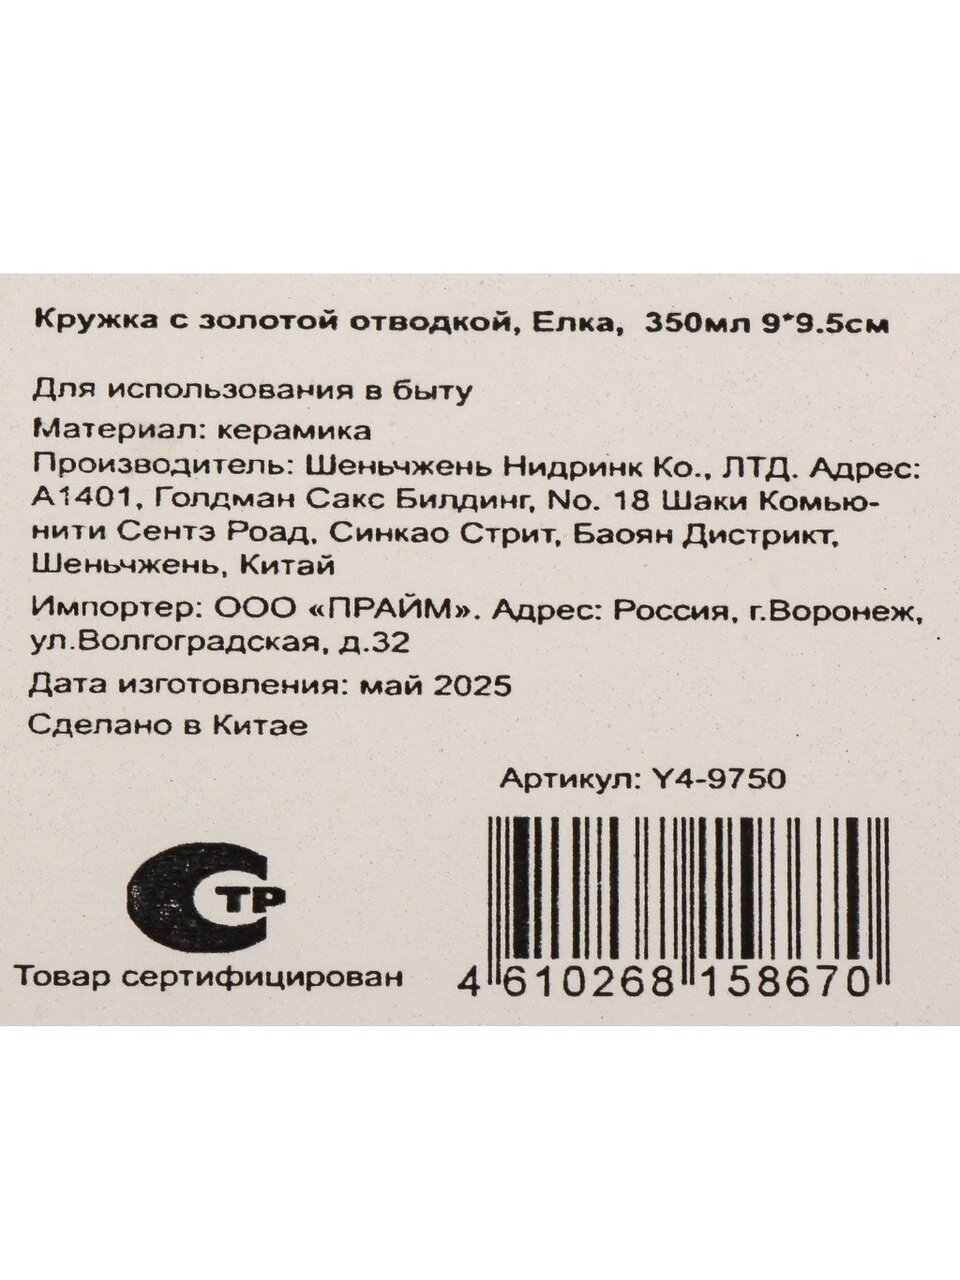 Кружка с золотой отводкой, Елка, 350мл 9*9.5см
Для использования в быту
Материал: керамика
Производитель: Шеньчжень Нидринк Ко., ЛТД. Адрес:
А1401, Голдман Сакс Билдинг, No. 18 Шаки Комью-
нити Сентэ Роад, Синкао Стрит, Баоян Дистрикт,
Шеньчжень, Китай
Импортер: ООО «ПРАЙМ». Адрес: Россия, г.Воронеж,
ул.Волгоградская, д.32
Дата изготовления: май 2025
Сделано в Китае
Артикул: Y4-9750
ТР
Товар сертифицирован
4 610268 158670